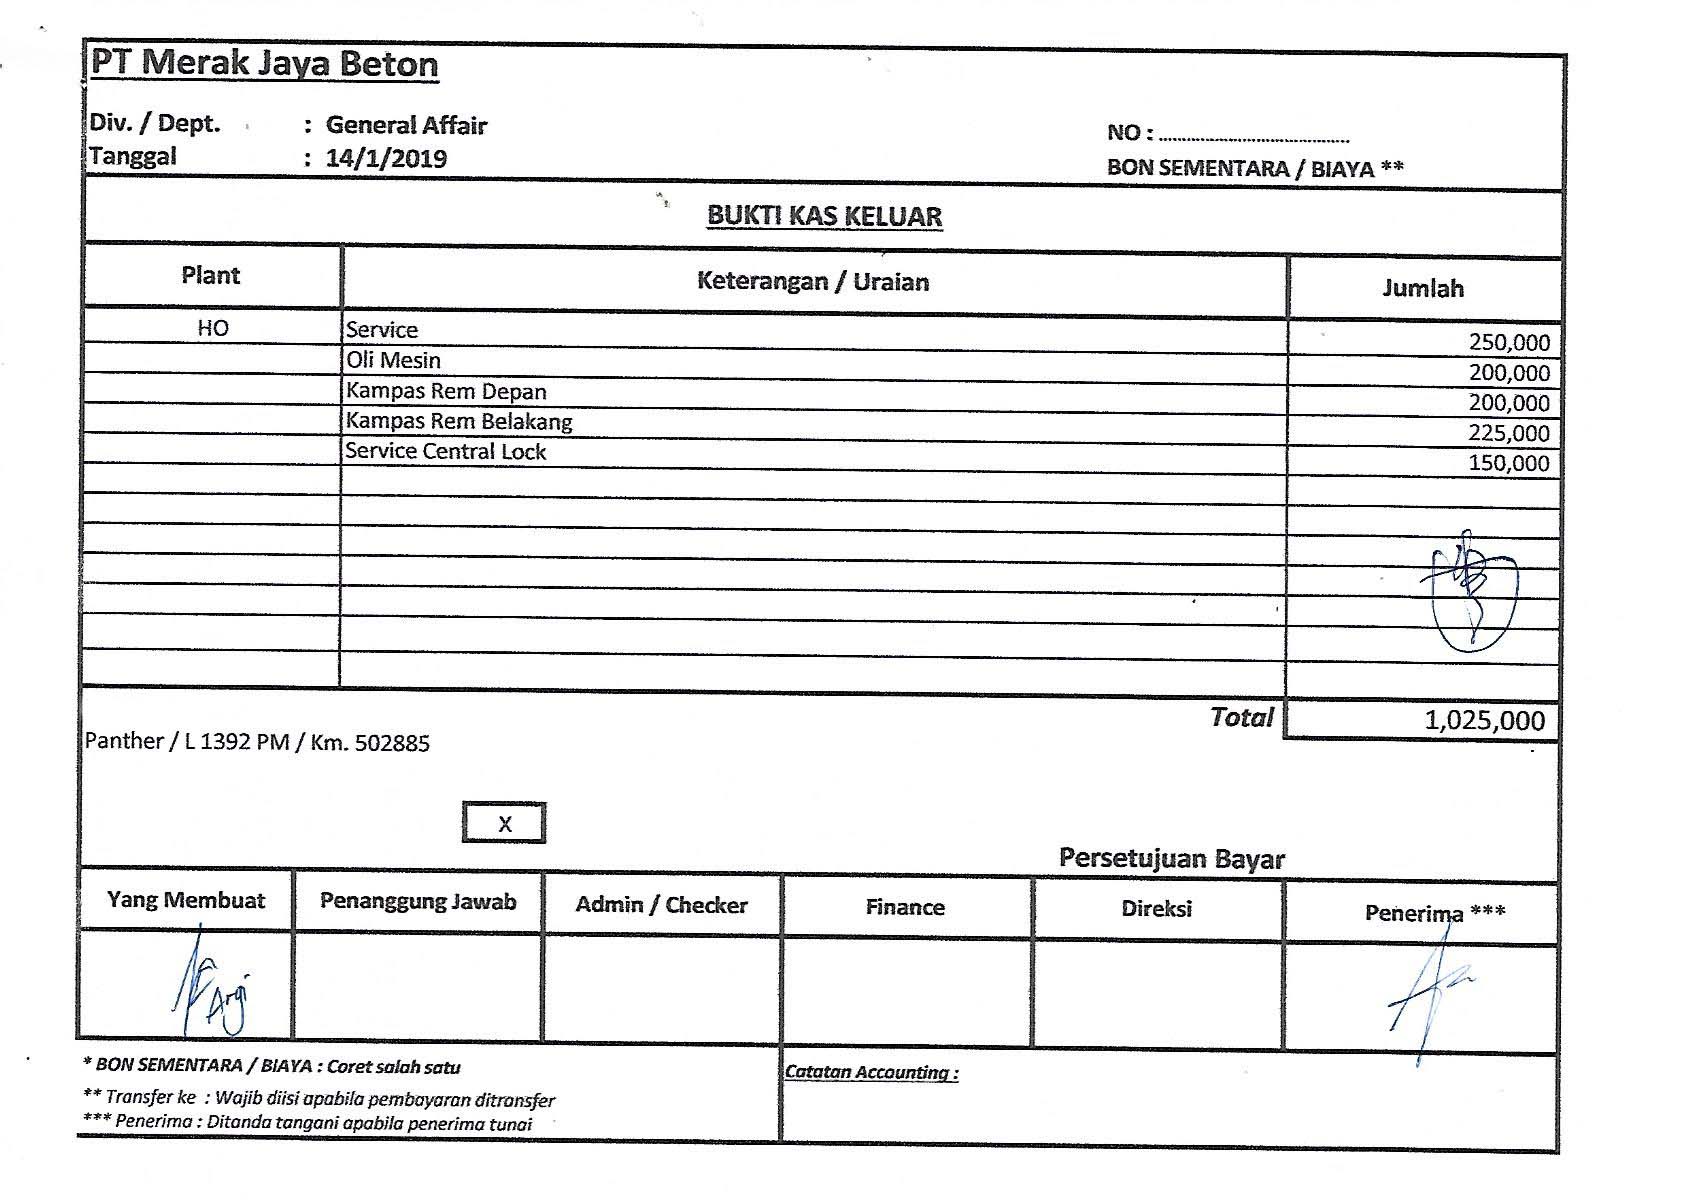 PT Merak Jaya Beton
Div. / Dept. : General Affair
Tanggal : 14/1/2019
NO : ......................................
BON SEMENTARA / BIAYA **
BUKTI KAS KELUAR
Plant Keterangan / Uraian Jumlah
HO Service 250,000
Oli Mesin 200,000
Kampas Rem Depan 200,000
Kampas Rem Belakang 225,000
Service Central Lock 150,000
Total 1,025,000
Panther / L 1392 PM / Km. 502885
X
Persetujuan Bayar
Yang Membuat Penanggung Jawab Admin / Checker Finance Direksi Penerima ***
Argi
* BON SEMENTARA / BIAYA : Coret salah satu
** Transfer ke : Wajib diisi apabila pembayaran ditransfer
*** Penerima : Ditanda tangani apabila penerima tunai
Catatan Accounting :